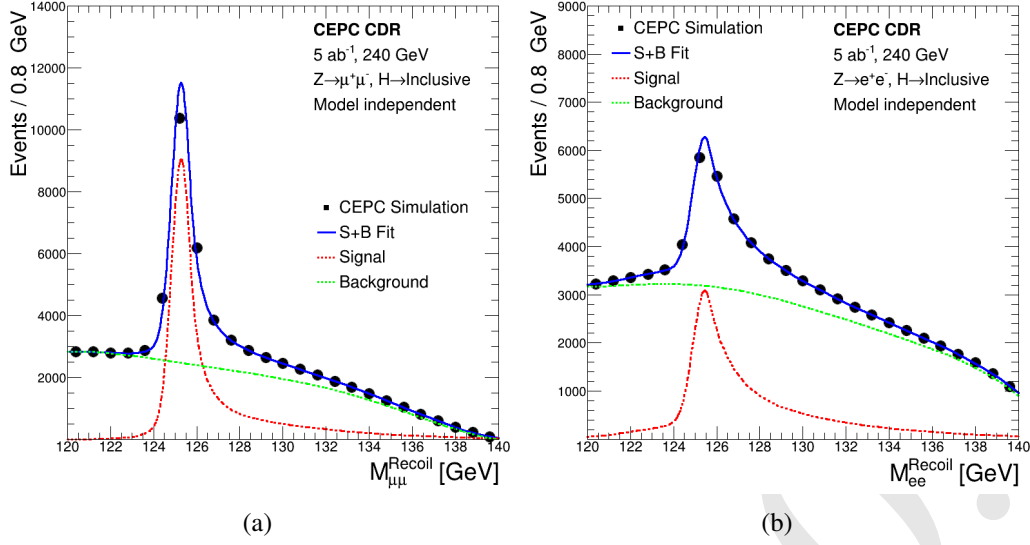 CEPC CDR
5 ab⁻¹, 240 GeV
Z→μ⁺μ⁻, H→Inclusive
Model independent
CEPC Simulation
S+B Fit
Signal
Background
Events / 0.8 GeV
14000
12000
10000
8000
6000
4000
2000
120 122 124 126 128 130 132 134 136 138 140
M_μμ^Recoil [GeV]
(a)
CEPC Simulation
S+B Fit
Signal
Background
CEPC CDR
5 ab⁻¹, 240 GeV
Z→e⁺e⁻, H→Inclusive
Model independent
Events / 0.8 GeV
9000
8000
7000
6000
5000
4000
3000
2000
1000
120 122 124 126 128 130 132 134 136 138 140
M_ee^Recoil [GeV]
(b)